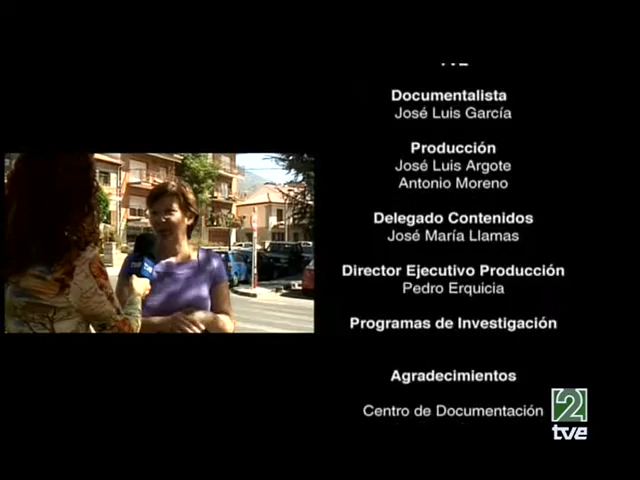 TVE
Documentalista
José Luis García
Producción
José Luis Argote
Antonio Moreno
Delegado Contenidos
José María Llamas
Director Ejecutivo Producción
Pedro Erquicia
Programas de Investigación
Agradecimientos
Centro de Documentación
2
tve